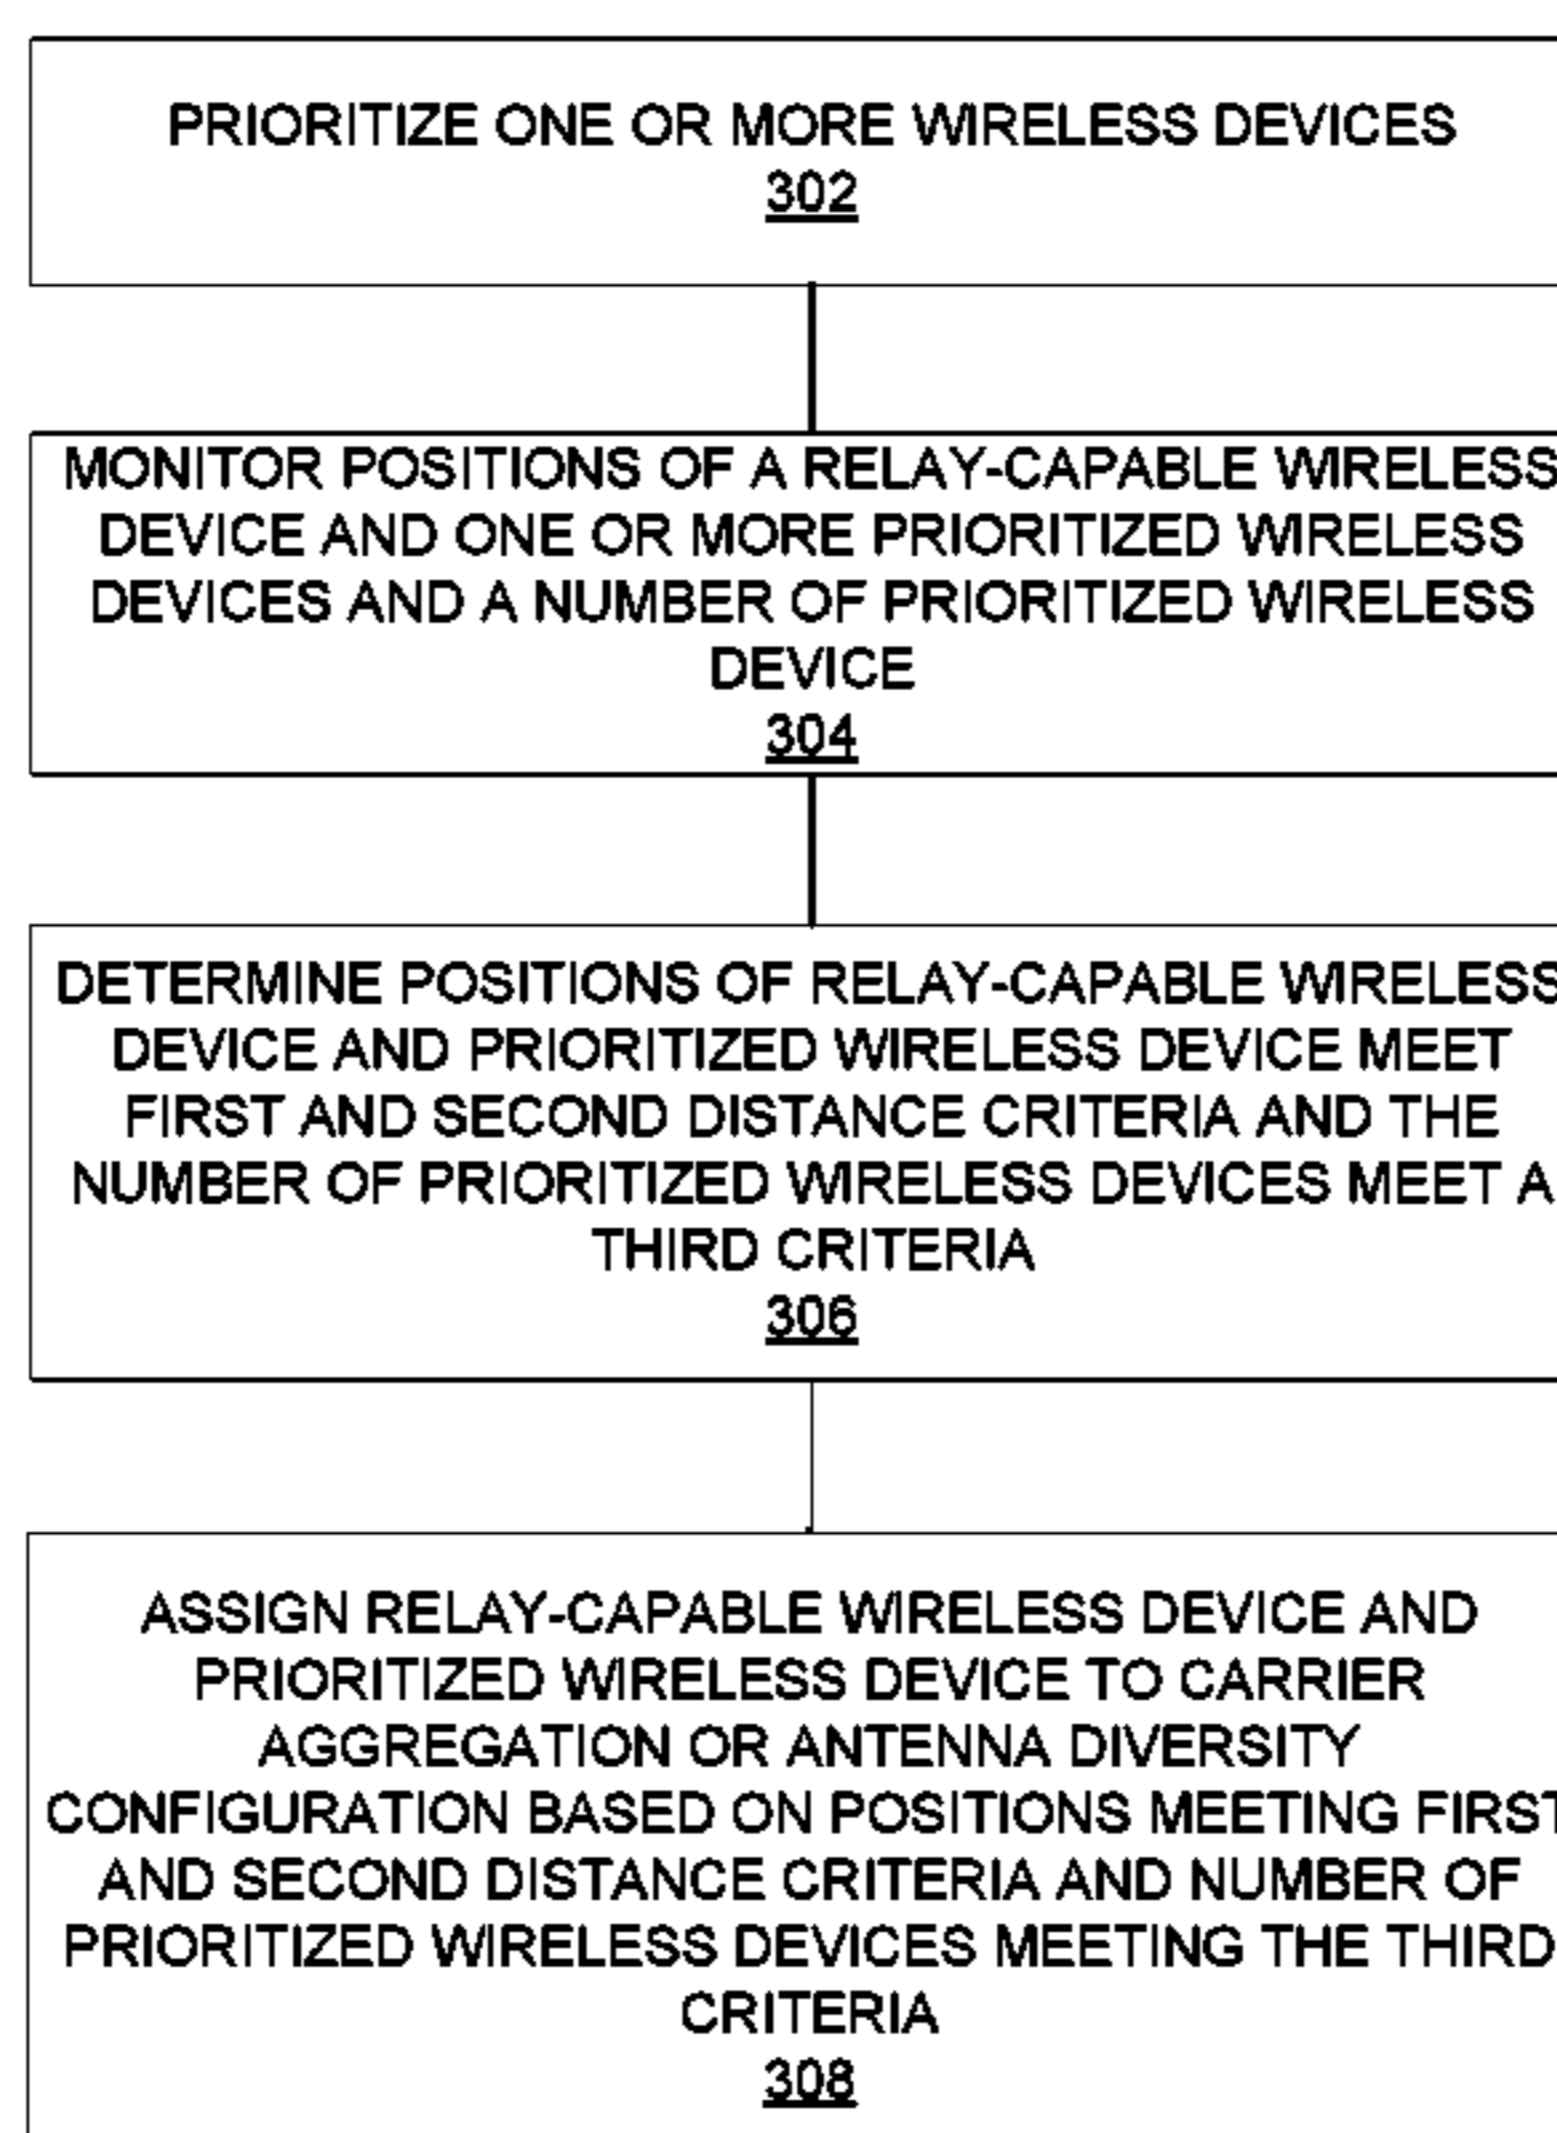 PRIORITIZE ONE OR MORE WIRELESS DEVICES
302
MONITOR POSITIONS OF A RELAY-CAPABLE WIRELESS
DEVICE AND ONE OR MORE PRIORITIZED WIRELESS
DEVICES AND A NUMBER OF PRIORITIZED WIRELESS
DEVICE
304
DETERMINE POSITIONS OF RELAY-CAPABLE WIRELESS
DEVICE AND PRIORITIZED WIRELESS DEVICE MEET
FIRST AND SECOND DISTANCE CRITERIA AND THE
NUMBER OF PRIORITIZED WIRELESS DEVICES MEET A
THIRD CRITERIA
306
ASSIGN RELAY-CAPABLE WIRELESS DEVICE AND
PRIORITIZED WIRELESS DEVICE TO CARRIER
AGGREGATION OR ANTENNA DIVERSITY
CONFIGURATION BASED ON POSITIONS MEETING FIRST
AND SECOND DISTANCE CRITERIA AND NUMBER OF
PRIORITIZED WIRELESS DEVICES MEETING THE THIRD
CRITERIA
308